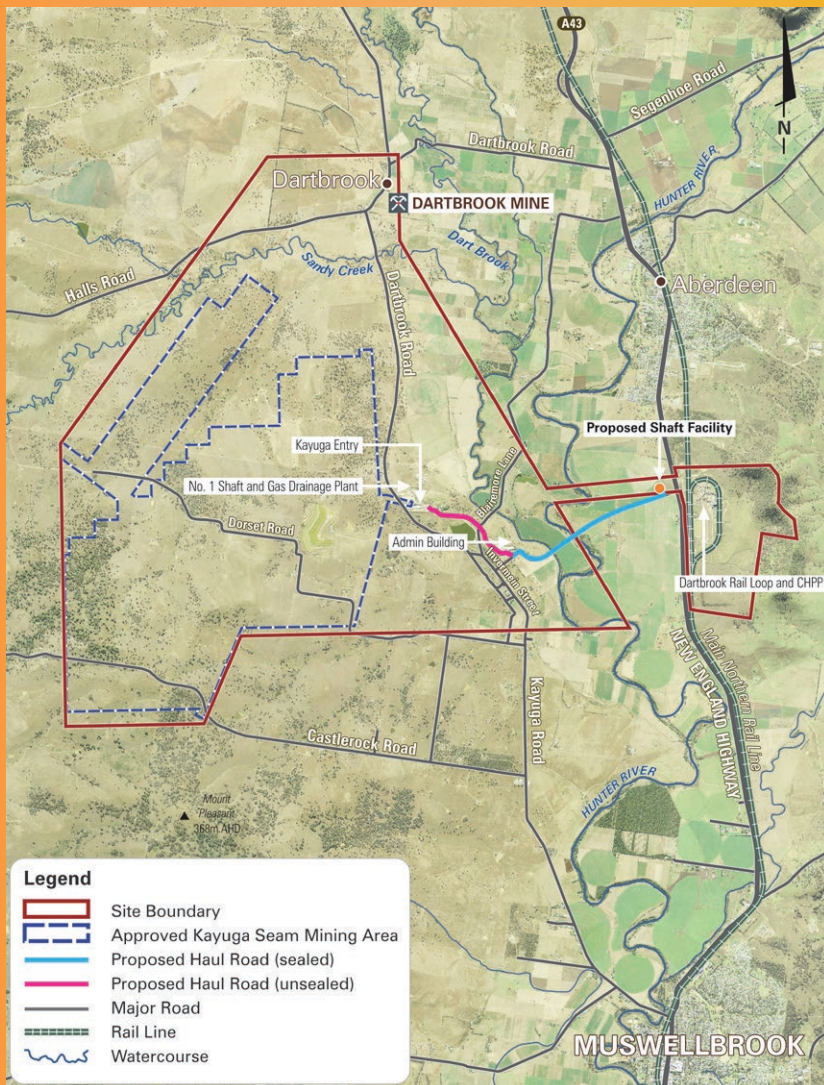 A43
Segenhoe Road
N
Dartbrook Road
HUNTER RIVER
Dartbrook
DARTBROOK MINE
Dart Brook
Sandy Creek
Halls Road
Dartbrook Road
Aberdeen
Kayuga Entry
Proposed Shaft Facility
No. 1 Shaft and Gas Drainage Plant
Blairmore Lane
Dorset Road
Admin Building
Invermein Street
Dartbrook Rail Loop and CHPP
Main Northern Rail Line
NEW ENGLAND HIGHWAY
Kayuga Road
Castlerock Road
HUNTER RIVER
Mount
Pleasant
368m AHD
Legend
Site Boundary
Approved Kayuga Seam Mining Area
Proposed Haul Road (sealed)
Proposed Haul Road (unsealed)
Major Road
Rail Line
Watercourse
MUSWELLBROOK